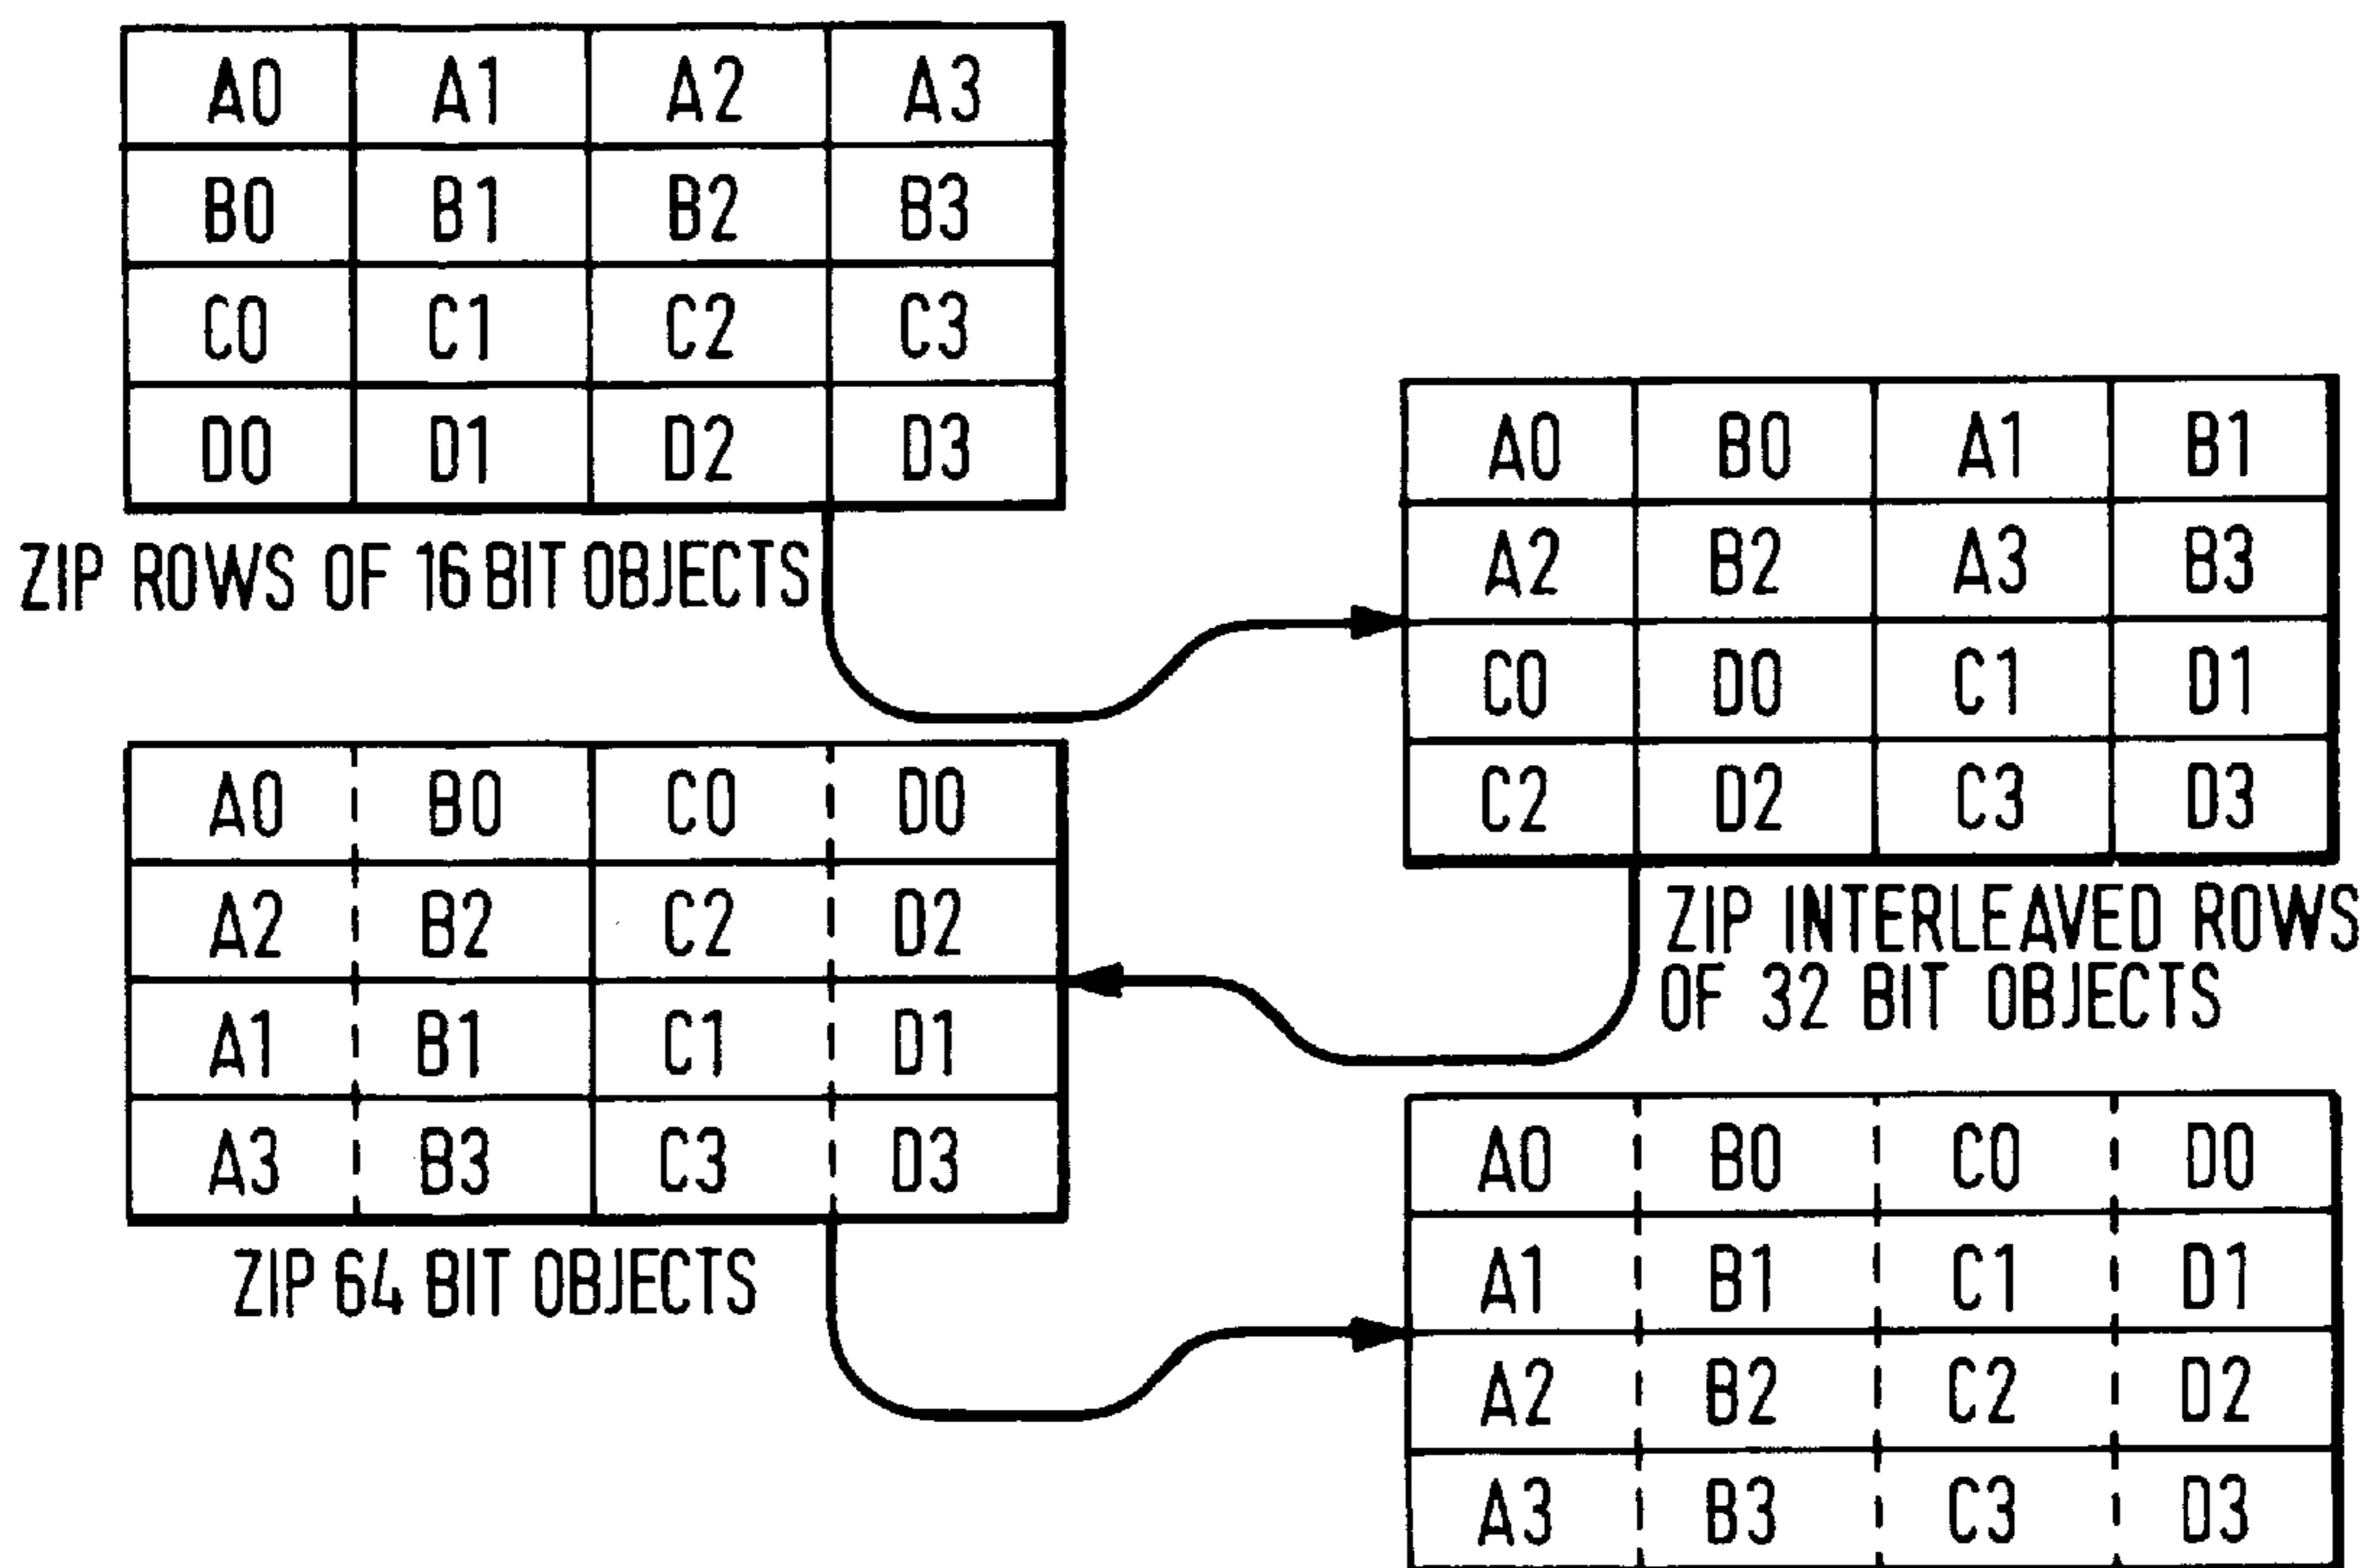 A0 A1 A2 A3
B0 B1 B2 B3
C0 C1 C2 C3
D0 D1 D2 D3
ZIP ROWS OF 16 BIT OBJECTS
A0 B0 A1 B1
A2 B2 A3 B3
C0 D0 C1 D1
C2 D2 C3 D3
ZIP INTERLEAVED ROWS
OF 32 BIT OBJECTS
A0 B0 C0 D0
A2 B2 C2 D2
A1 B1 C1 D1
A3 B3 C3 D3
ZIP 64 BIT OBJECTS
A0 B0 C0 D0
A1 B1 C1 D1
A2 B2 C2 D2
A3 B3 C3 D3